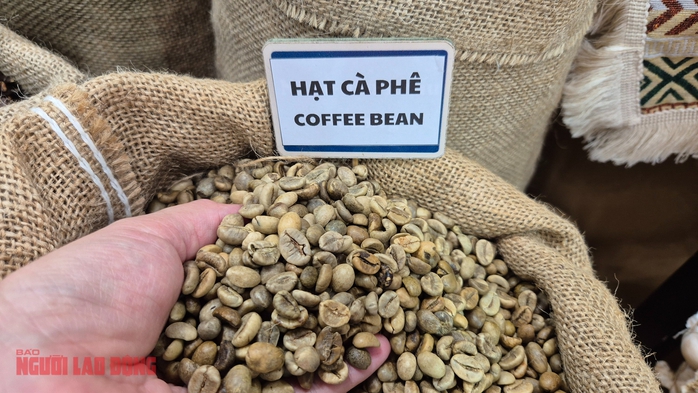 HẠT CÀ PHÊ
COFFEE BEAN
BÁO
NGƯỜI LAO ĐỘNG